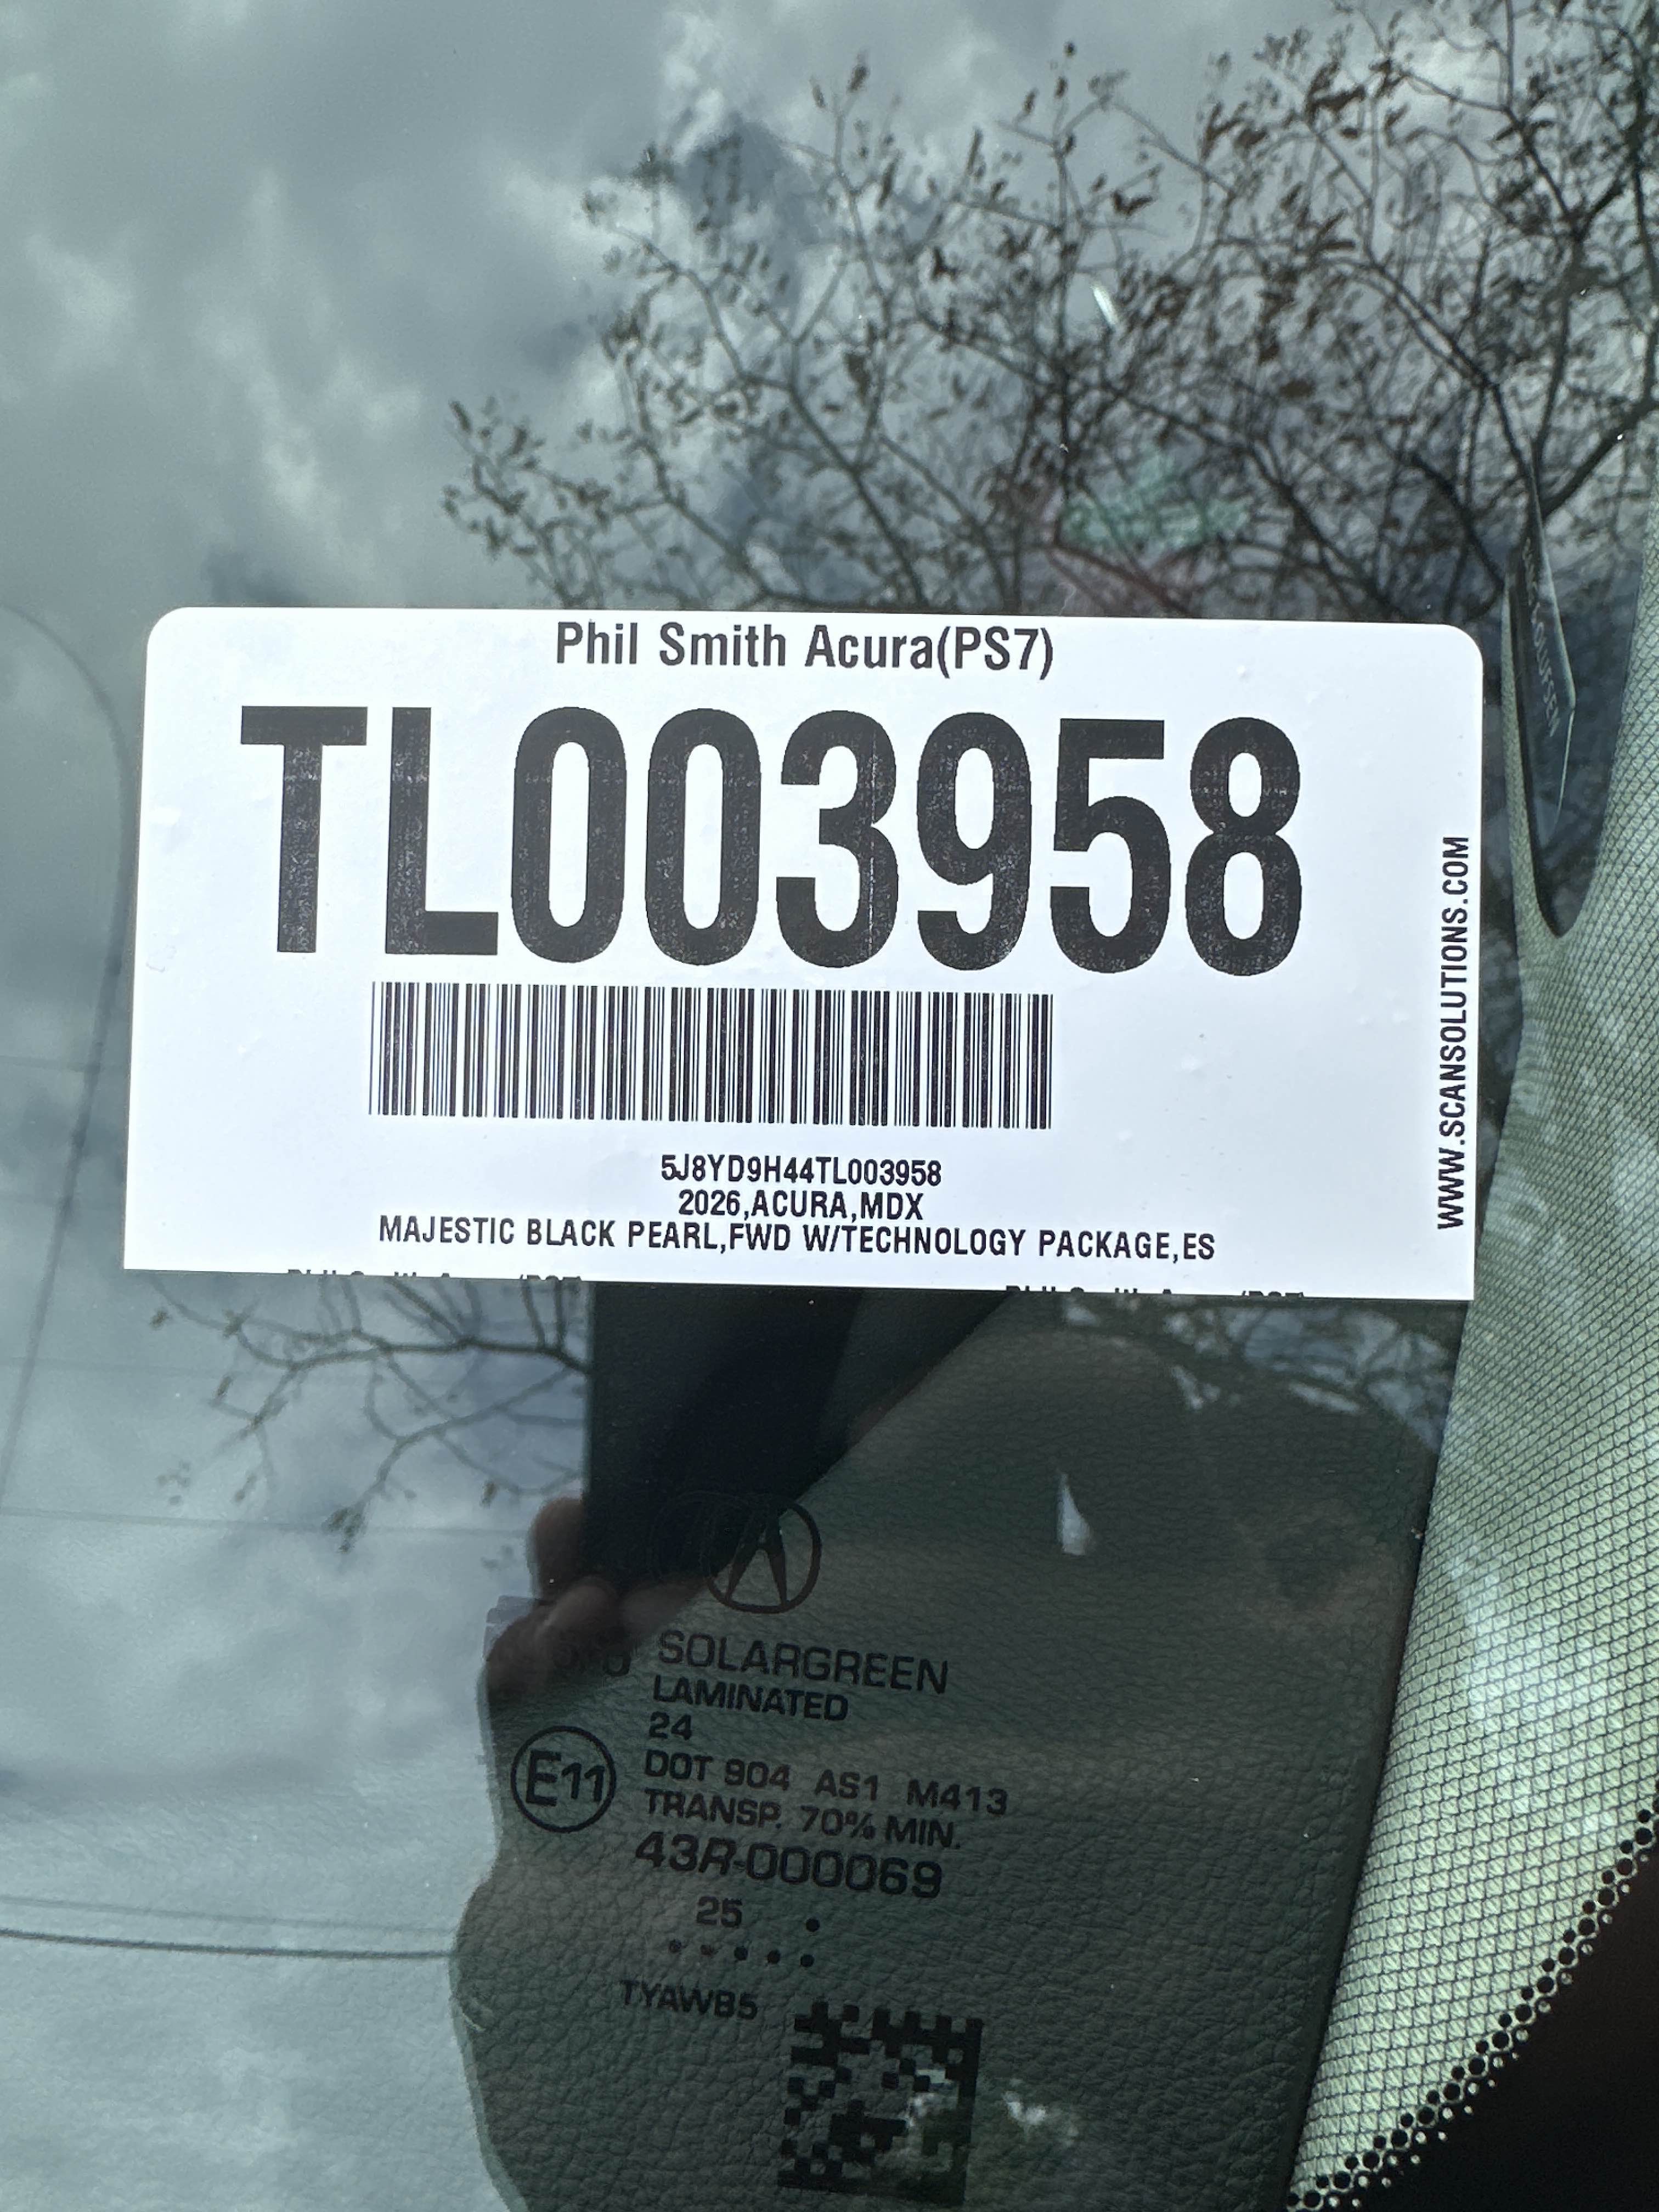 Phil Smith Acura(PS7)
TL003958
5J8YD9H44TL003958
2026,ACURA,MDX
MAJESTIC BLACK PEARL,FWD W/TECHNOLOGY PACKAGE,ES
WWW.SCANSOLUTIONS.COM
SOLARGREEN
LAMINATED
24
E11
DOT 904 AS1 M413
TRANSP. 70% MIN.
43R-000069
25
TYAWB5